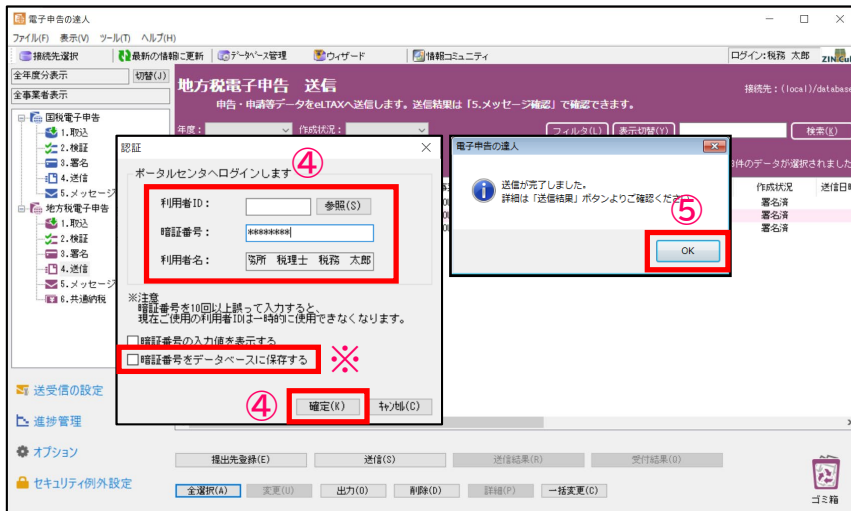 電子申告の達人
ファイル(F) 表示(V) ツール(T) ヘルプ(H)
接続先選択 最新の情報に更新 データベース管理 ウィザード 情報コミュニティ ログイン:税務 太郎
全年度分表示 切替(J)
全事業者表示
国税電子申告
1.取込
2.検証
3.署名
4.送信
5.メッセージ
地方税電子申告
1.取込
2.検証
3.署名
4.送信
5.メッセージ
6.共通納税
送受信の設定
進捗管理
オプション
セキュリティ例外設定
地方税電子申告 送信
接続先:(local)/database
申告・申請等データをeLTAXへ送信します。送信結果は「5.メッセージ確認」で確認できます。
年度: 作成状況: フィルタ(L) 表示切替(Y) 検索(K)
件のデータが選択されました
作成状況 送信日時
署名済
署名済
署名済
認証
ポータルセンタへログインします
④
利用者ID: 参照(S)
暗証番号: ********
利用者名: 務所 税理士 税務 太郎
※注意
暗証番号を10回以上誤って入力すると、
現在ご使用の利用者IDは一時的に使用できなくなります。
暗証番号の入力値を表示する
暗証番号をデータベースに保存する
※
④
確定(K) キャンセル(C)
電子申告の達人
送信が完了しました。
詳細は「送信結果」ボタンよりご確認ください。
⑤
OK
提出先登録(E) 送信(S) 送信結果(R) 受付結果(O)
全選択(A) 変更(U) 出力(O) 削除(D) 詳細(P) 一括変更(C)
ゴミ箱